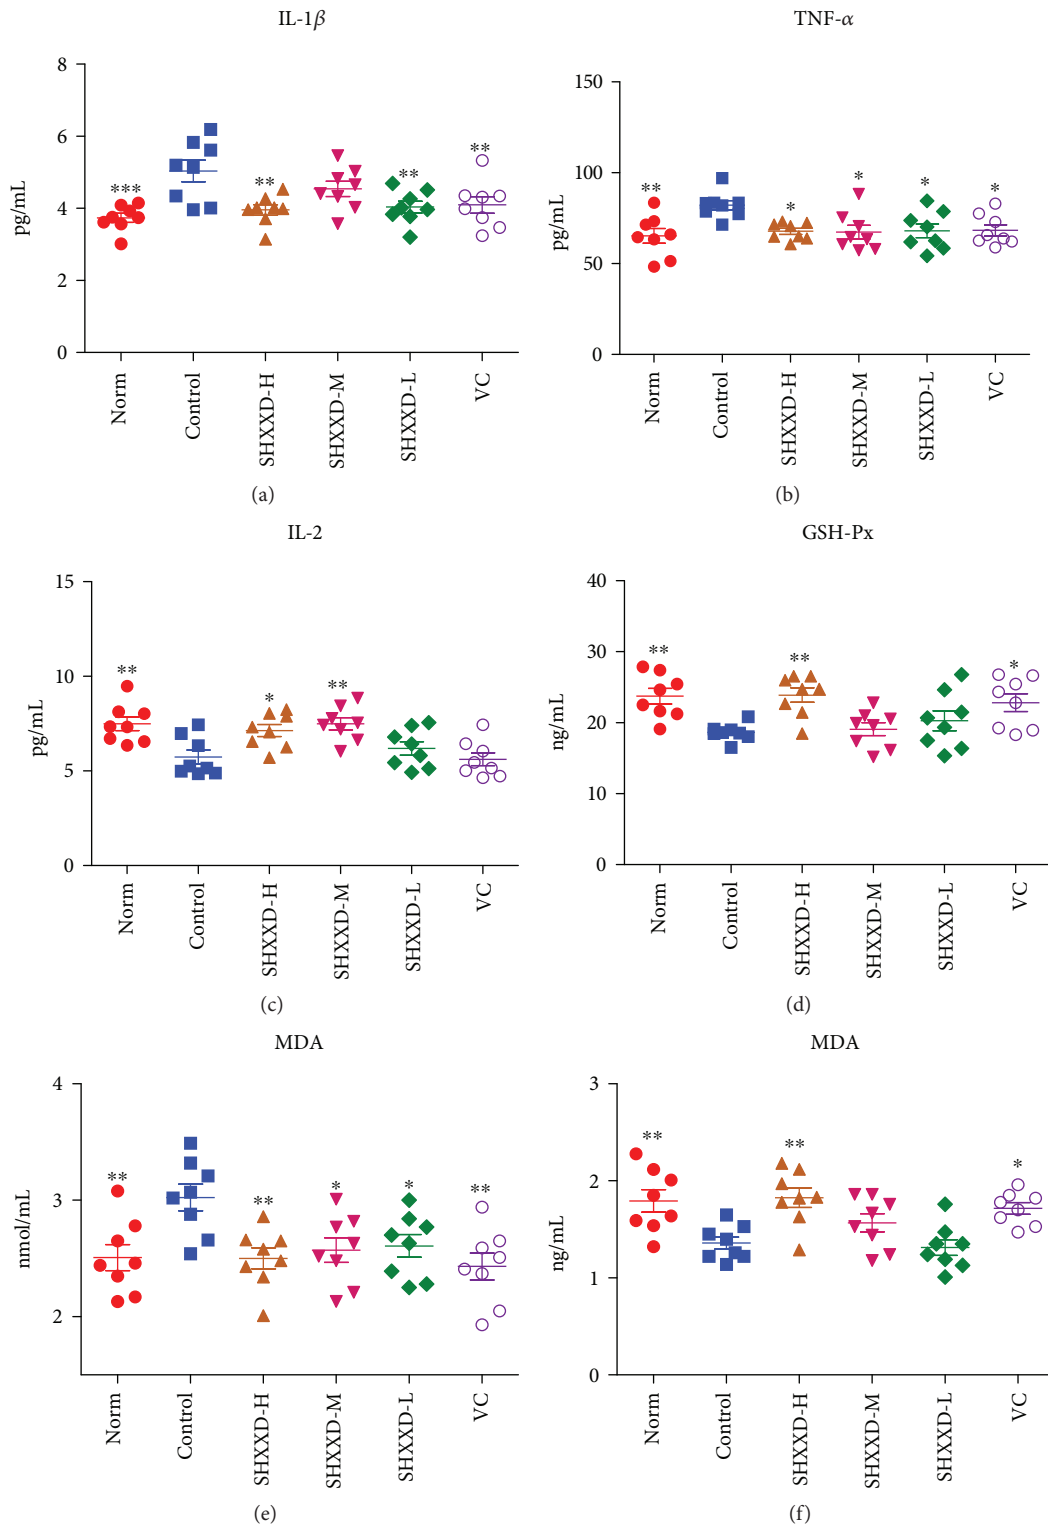 IL-1β
pg/mL
8
6
4
2
0
***
**
**
**
Norm
Control
SHXXD-H
SHXXD-M
SHXXD-L
VC
(a)
TNF-α
pg/mL
150
100
50
0
**
*
*
*
*
Norm
Control
SHXXD-H
SHXXD-M
SHXXD-L
VC
(b)
IL-2
pg/mL
15
10
5
0
**
*
**
Norm
Control
SHXXD-H
SHXXD-M
SHXXD-L
VC
(c)
GSH-Px
ng/mL
40
30
20
10
0
**
**
*
Norm
Control
SHXXD-H
SHXXD-M
SHXXD-L
VC
(d)
MDA
nmol/mL
4
3
2
**
**
*
*
**
Norm
Control
SHXXD-H
SHXXD-M
SHXXD-L
VC
(e)
MDA
ng/mL
3
2
1
0
**
**
*
Norm
Control
SHXXD-H
SHXXD-M
SHXXD-L
VC
(f)